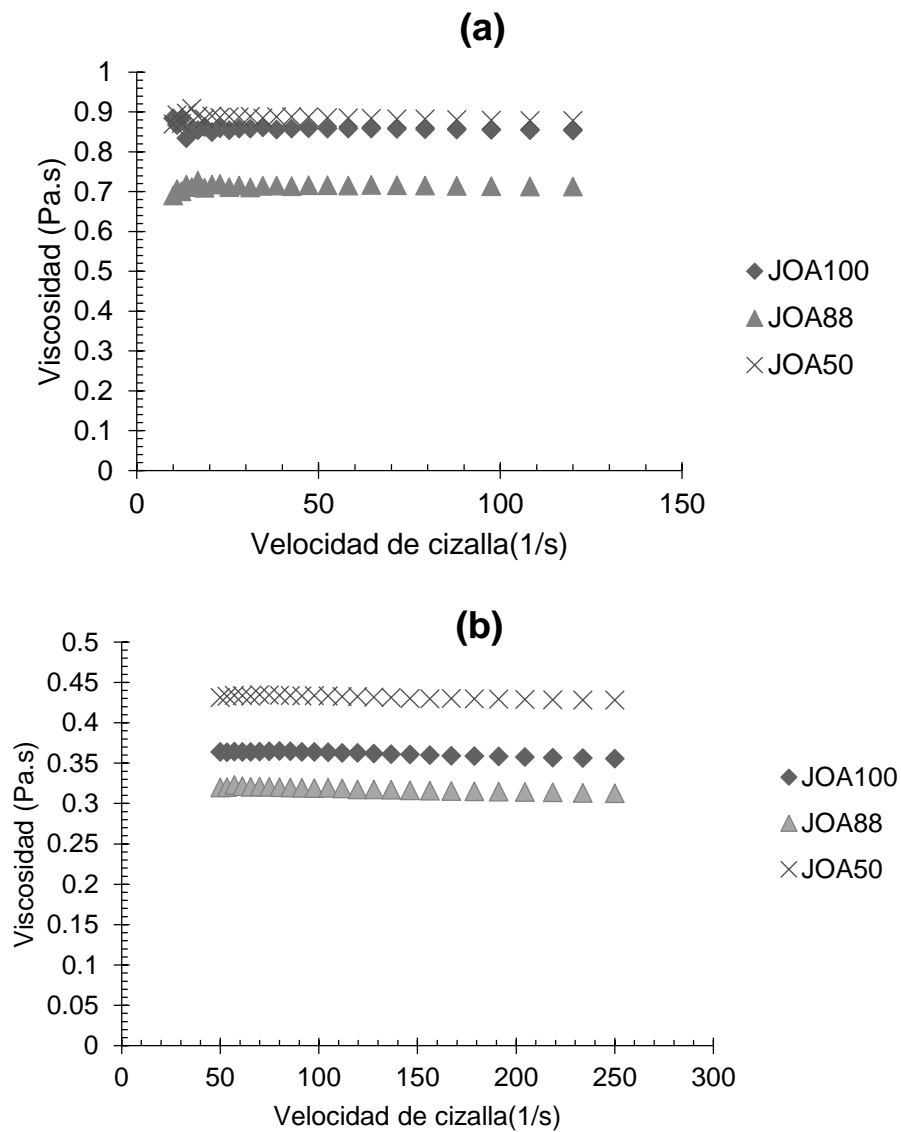 (a)
1
0.9
0.8
0.7
0.6
0.5
0.4
0.3
0.2
0.1
0
0 50 100 150
Viscosidad (Pa.s)
Velocidad de cizalla(1/s)
JOA100
JOA88
JOA50
(b)
0.5
0.45
0.4
0.35
0.3
0.25
0.2
0.15
0.1
0.05
0
0 50 100 150 200 250 300
Viscosidad (Pa.s)
Velocidad de cizalla(1/s)
JOA100
JOA88
JOA50